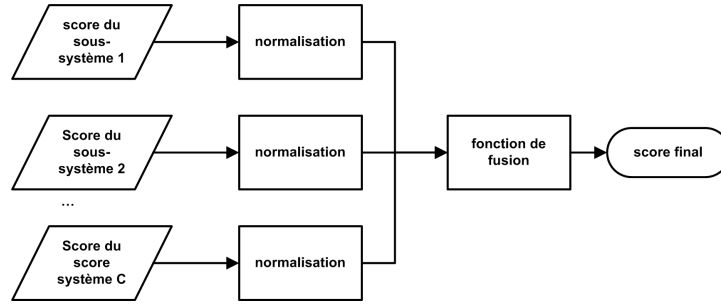 score du
sous-
système 1
normalisation
Score du
sous-
système 2
normalisation
fonction de
fusion
score final
...
Score du
score
système C
normalisation